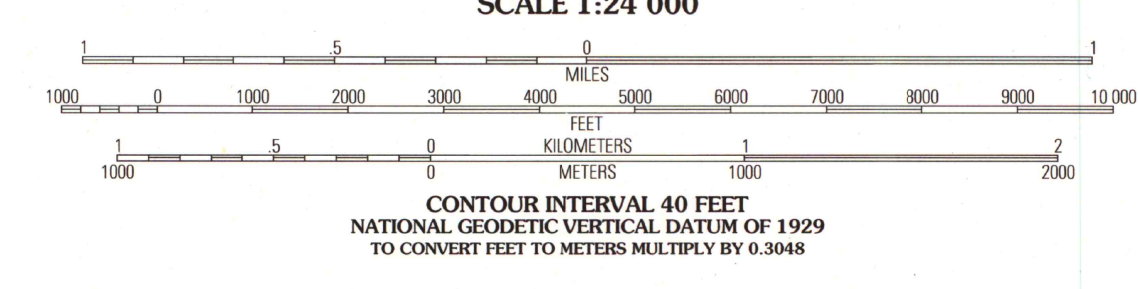 SCALE 1:24 000
1 .5 0 1
MILES
1000 0 1000 2000 3000 4000 5000 6000 7000 8000 9000 10 000
FEET
1 .5 0 KILOMETERS 1 2
1000 0 METERS 1000 2000
CONTOUR INTERVAL 40 FEET
NATIONAL GEODETIC VERTICAL DATUM OF 1929
TO CONVERT FEET TO METERS MULTIPLY BY 0.3048